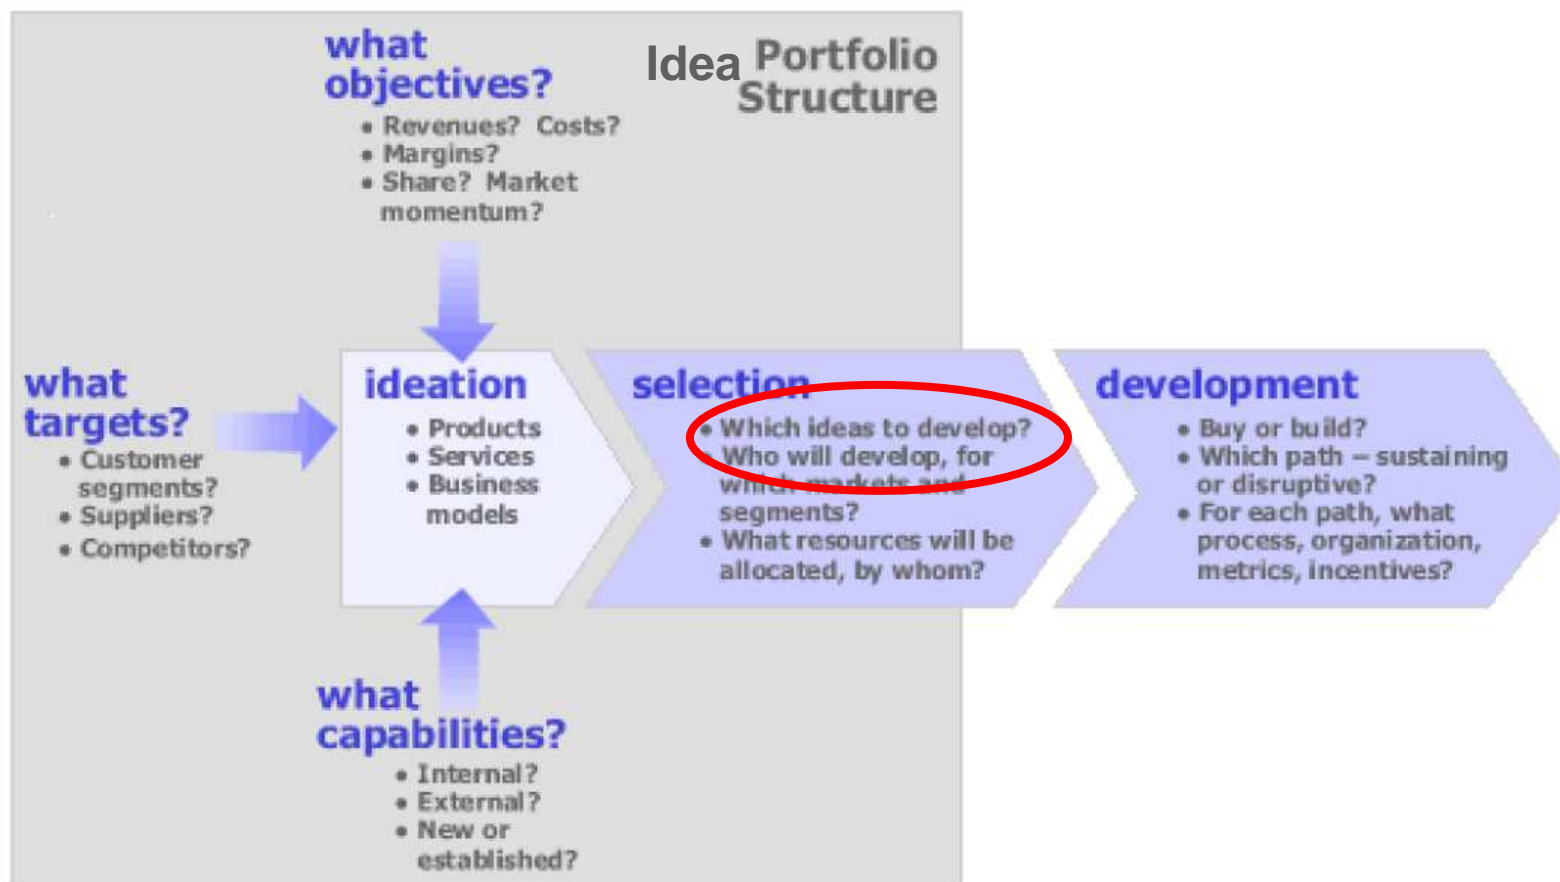 what
objectives?
• Revenues?  Costs?
• Margins?
• Share?  Market
momentum?
Idea Portfolio
Structure
what
targets?
• Customer
segments?
• Suppliers?
• Competitors?
ideation
• Products
• Services
• Business
models
selection
• Which ideas to develop?
• Who will develop, for
which markets and
segments?
• What resources will be
allocated, by whom?
development
• Buy or build?
• Which path – sustaining
or disruptive?
• For each path, what
process, organization,
metrics, incentives?
what
capabilities?
• Internal?
• External?
• New or
established?